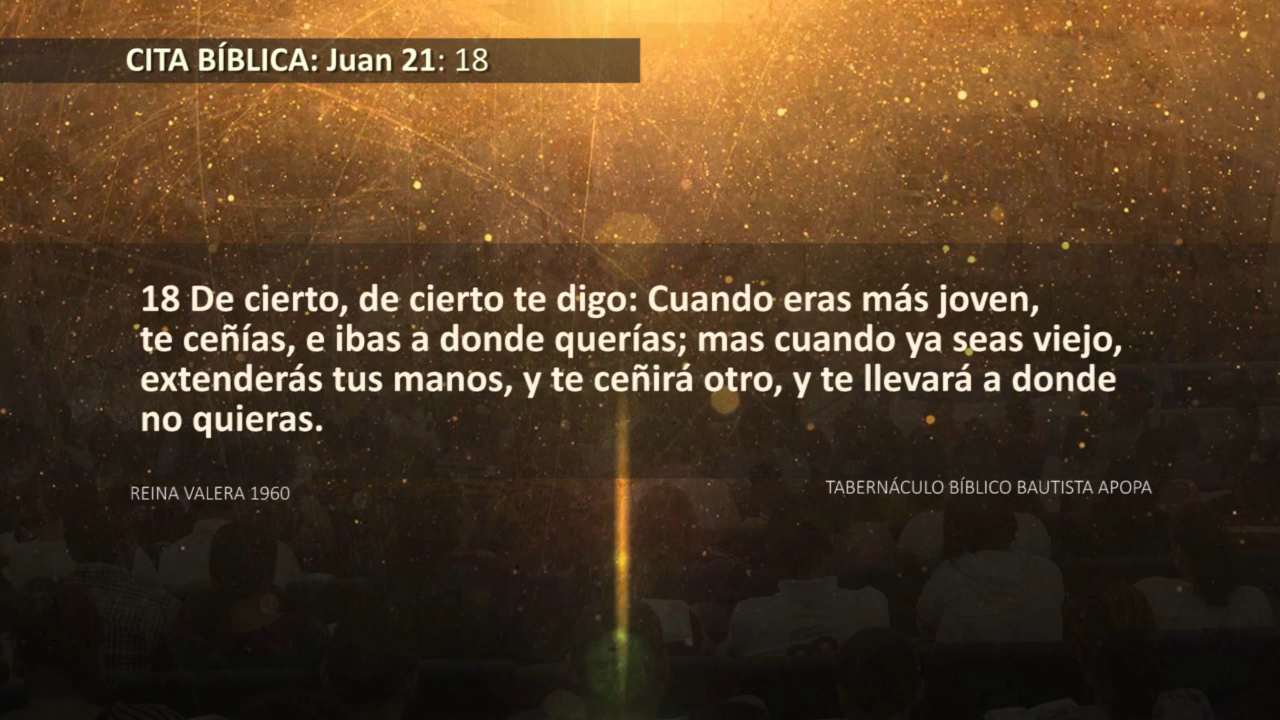 CITA BÍBLICA: Juan 21: 18
18 De cierto, de cierto te digo: Cuando eras más joven,
te ceñías, e ibas a donde querías; mas cuando ya seas viejo,
extenderás tus manos, y te ceñirá otro, y te llevará a donde
no quieras.
REINA VALERA 1960
TABERNÁCULO BÍBLICO BAUTISTA APOPA